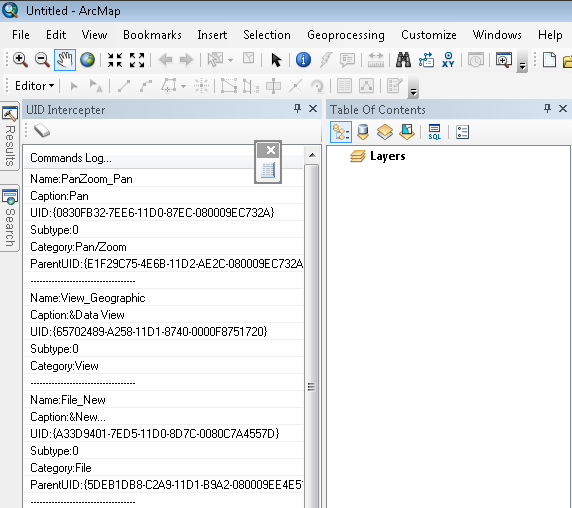 Untitled - ArcMap
File Edit View Bookmarks Insert Selection Geoprocessing Customize Windows Help
Editor
XY
Results
Search
UID Intercepter
Commands Log...
Name:PanZoom_Pan
Caption:Pan
UID:{0830FB32-7EE6-11D0-87EC-080009EC732A}
Subtype:0
Category:Pan/Zoom
ParentUID:{E1F29C75-4E6B-11D2-AE2C-080009EC732A
-----------------------------------
Name:View_Geographic
Caption:&Data View
UID:{65702489-A258-11D1-8740-0000F8751720}
Subtype:0
Category:View
-----------------------------------
Name:File_New
Caption:&New...
UID:{A33D9401-7ED5-11D0-8D7C-0080C7A4557D}
Subtype:0
Category:File
ParentUID:{5DEB1DB8-C2A9-11D1-B9A2-080009EE4E51
-----------------------------------
Table Of Contents
SQL
Layers